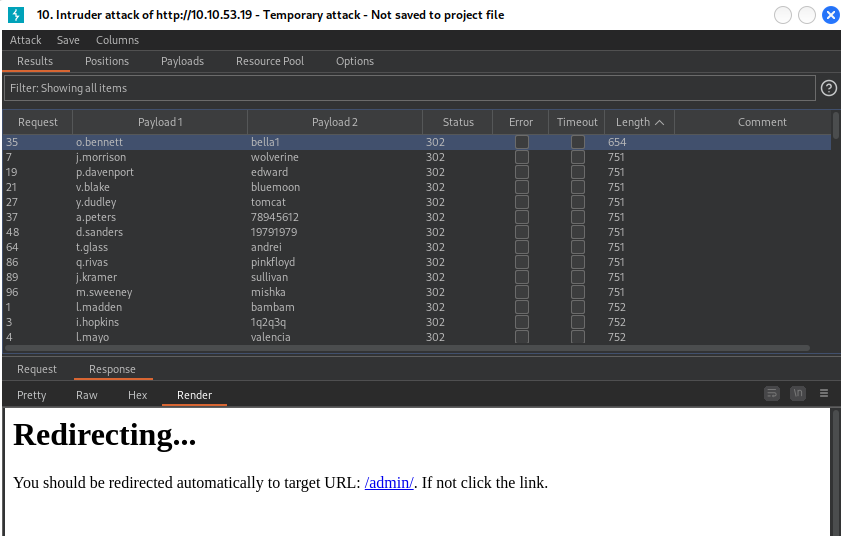 10. Intruder attack of http://10.10.53.19 - Temporary attack - Not saved to project file
Attack Save Columns
Results Positions Payloads Resource Pool Options
Filter: Showing all items
Request Payload 1 Payload 2 Status Error Timeout Length Comment
35 o.bennett bella1 302 654
7 j.morrison wolverine 302 751
19 p.davenport edward 302 751
21 v.blake bluemoon 302 751
27 y.dudley tomcat 302 751
37 a.peters 78945612 302 751
48 d.sanders 19791979 302 751
64 t.glass andrei 302 751
86 q.rivas pinkfloyd 302 751
89 j.kramer sullivan 302 751
96 m.sweeney mishka 302 751
1 l.madden bambam 302 752
3 i.hopkins 1q2q3q 302 752
4 l.mayo valencia 302 752
Request Response
Pretty Raw Hex Render \n
Redirecting...
You should be redirected automatically to target URL: /admin/. If not click the link.